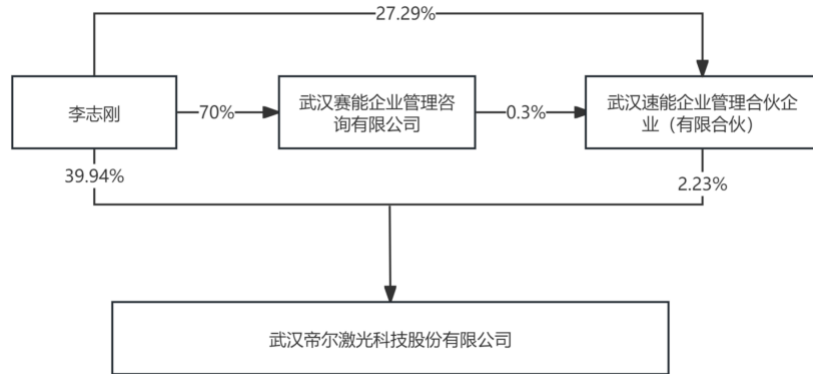 27.29%
李志刚
70%
武汉赛能企业管理咨
询有限公司
0.3%
武汉速能企业管理合伙企
业（有限合伙）
39.94%
2.23%
武汉帝尔激光科技股份有限公司